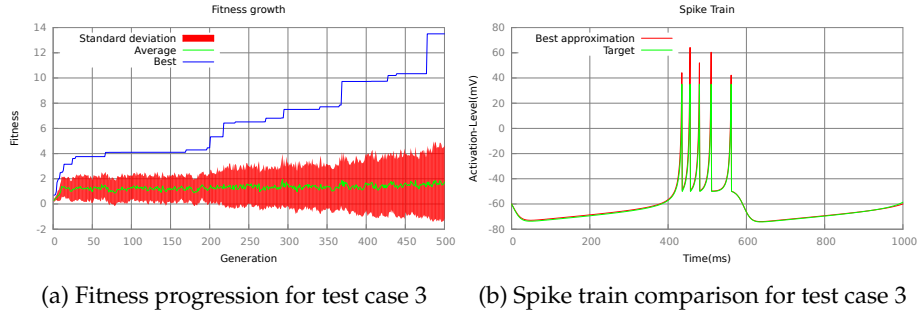 Fitness growth
14
12
10
8
6
4
2
0
-2
Fitness
Standard deviation
Average
Best
0
50
100
150
200
250
300
350
400
450
500
Generation
(a) Fitness progression for test case 3
Spike Train
80
60
40
20
0
-20
-40
-60
-80
Activation-Level(mV)
Best approximation
Target
0
200
400
600
800
1000
Time(ms)
(b) Spike train comparison for test case 3